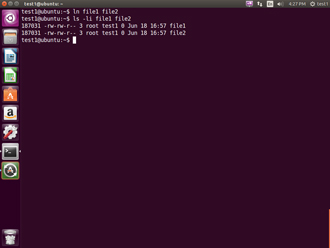 test1@ubuntu: ~
4:27 PM
test1
test1@ubuntu:~$ ln file1 file2
test1@ubuntu:~$ ls -li file1 file2
187031 -rw-rw-r-- 3 root test1 0 Jun 18 16:57 file1
187031 -rw-rw-r-- 3 root test1 0 Jun 18 16:57 file2
test1@ubuntu:~$